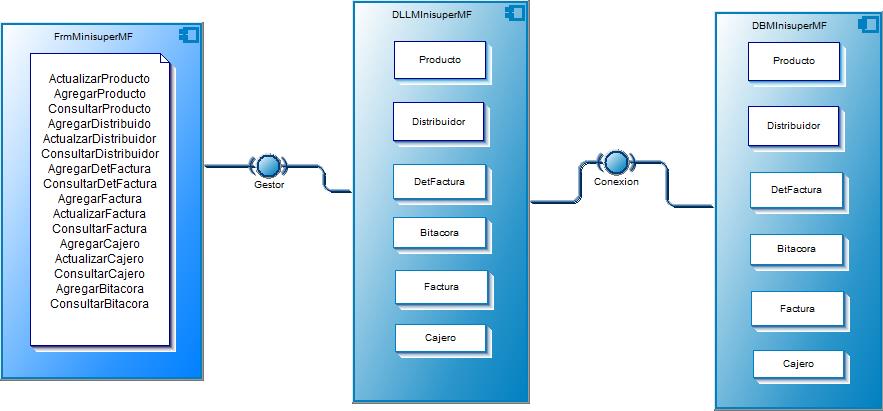 FrmMinisuperMF
ActualizarProducto
AgregarProducto
ConsultarProducto
AgregarDistribuido
ActualzarDistribuidor
ConsultarDistribuidor
AgregarDetFactura
ConsultarDetFactura
AgregarFactura
ActualizarFactura
ConsultarFactura
AgregarCajero
ActualizarCajero
ConsultarCajero
AgregarBitacora
ConsultarBitacora
Gestor
DLLMinisuperMF
Producto
Distribuidor
DetFactura
Bitacora
Factura
Cajero
Conexion
DBMinisuperMF
Producto
Distribuidor
DetFactura
Bitacora
Factura
Cajero